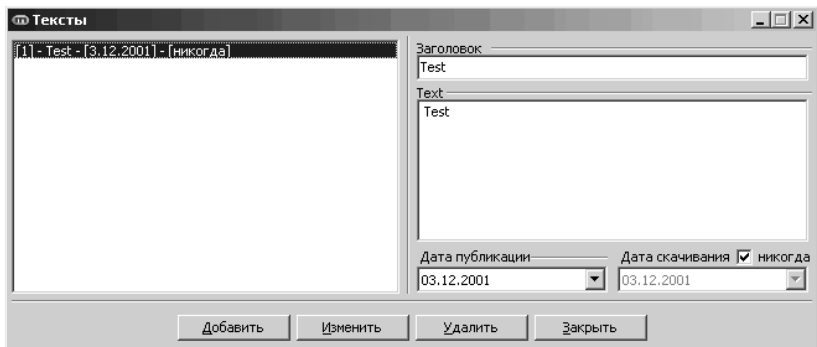 Тексты
[1] - Test - [3.12.2001] - [никогда]
Заголовок
Test
Text
Test
Дата публикации
Дата скачивания никогда
03.12.2001
03.12.2001
Добавить Изменить Удалить Закрыть